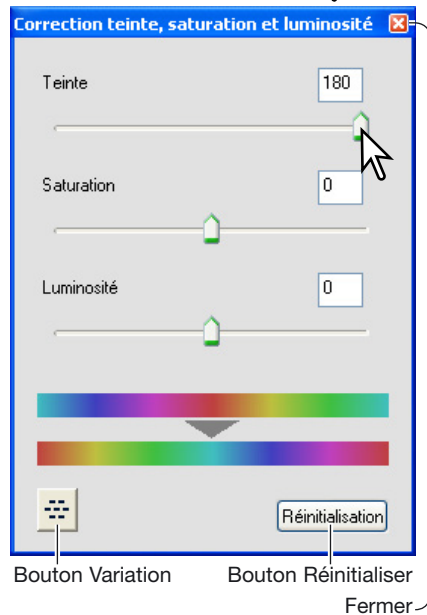 Correction teinte, saturation et luminosité
Teinte 180
Saturation 0
Luminosité 0
Réinitialisation
Bouton Variation Bouton Réinitialiser
Fermer